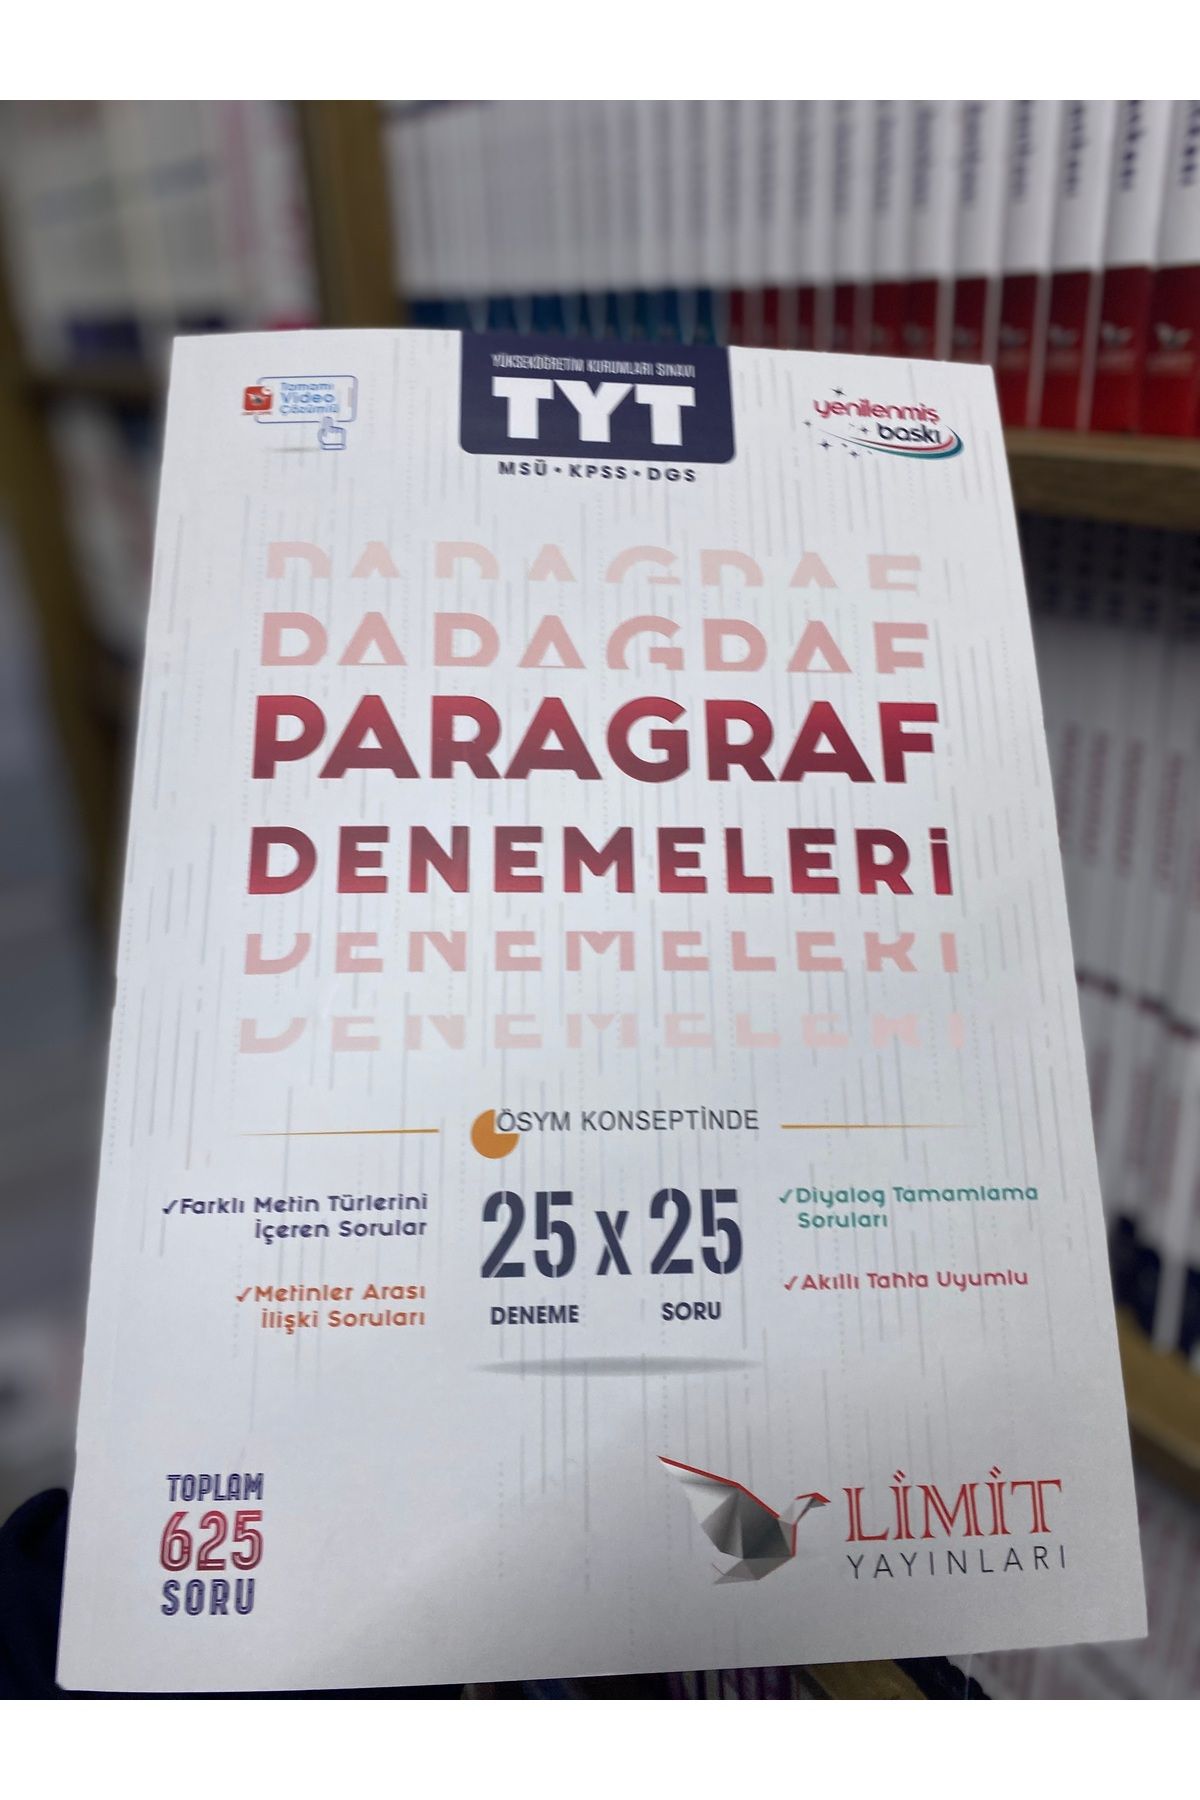 YÜKSEKÖĞRETİM KURUMLARI SINAVI
TYT
MSÜ • KPSS • DGS
Tamamı
Video
Çözümlü
yenilenmiş
baskı
PARAGRAF
PARAGRAF
PARAGRAF
DENEMELERİ
DENEMELERİ
DENEMELERİ
ÖSYM KONSEPTİNDE
✓Farklı Metin Türlerini
İçeren Sorular
✓Metinler Arası
İlişki Soruları
25 x 25
DENEME SORU
✓Diyalog Tamamlama
Soruları
✓Akıllı Tahta Uyumlu
TOPLAM
625
SORU
LİMİT
YAYINLARI